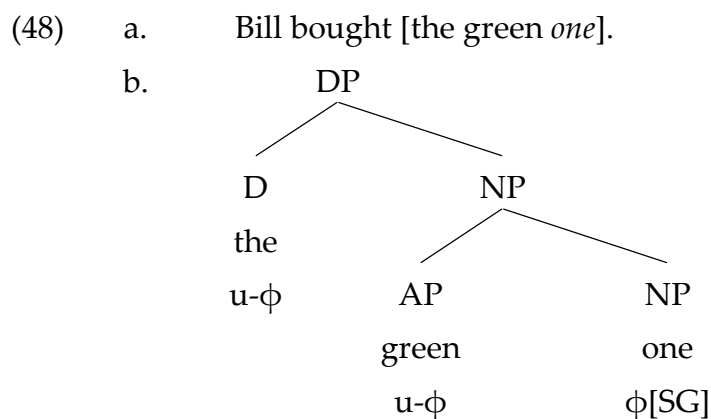 (48) a. Bill bought [the green one].
b. DP
D NP
the
u-ϕ AP NP
green one
u-ϕ ϕ[SG]